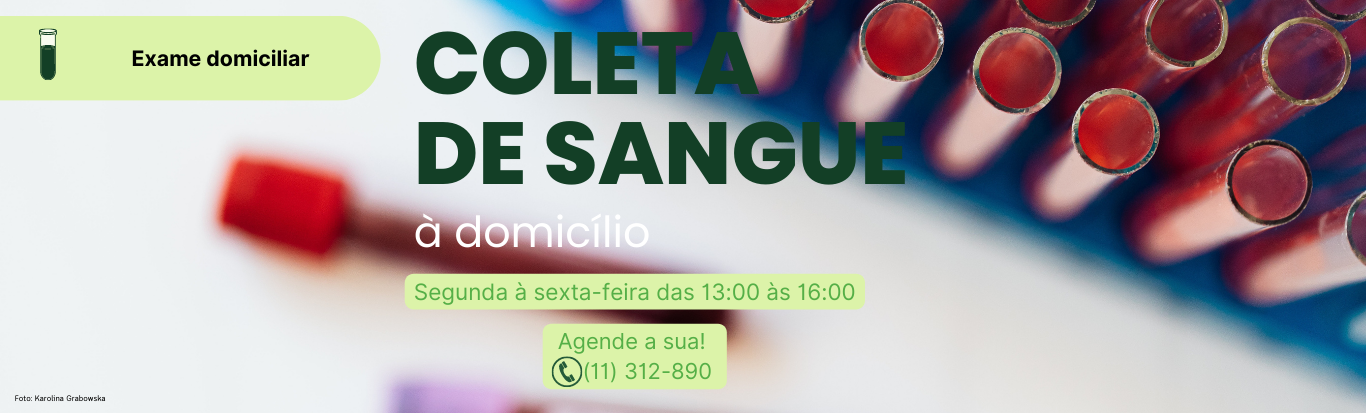 Exame domiciliar
COLETA
DE SANGUE
à domicílio
Segunda à sexta-feira das 13:00 às 16:00
Agende a sua!
(11) 312-890
Foto: Karolina Grabowska